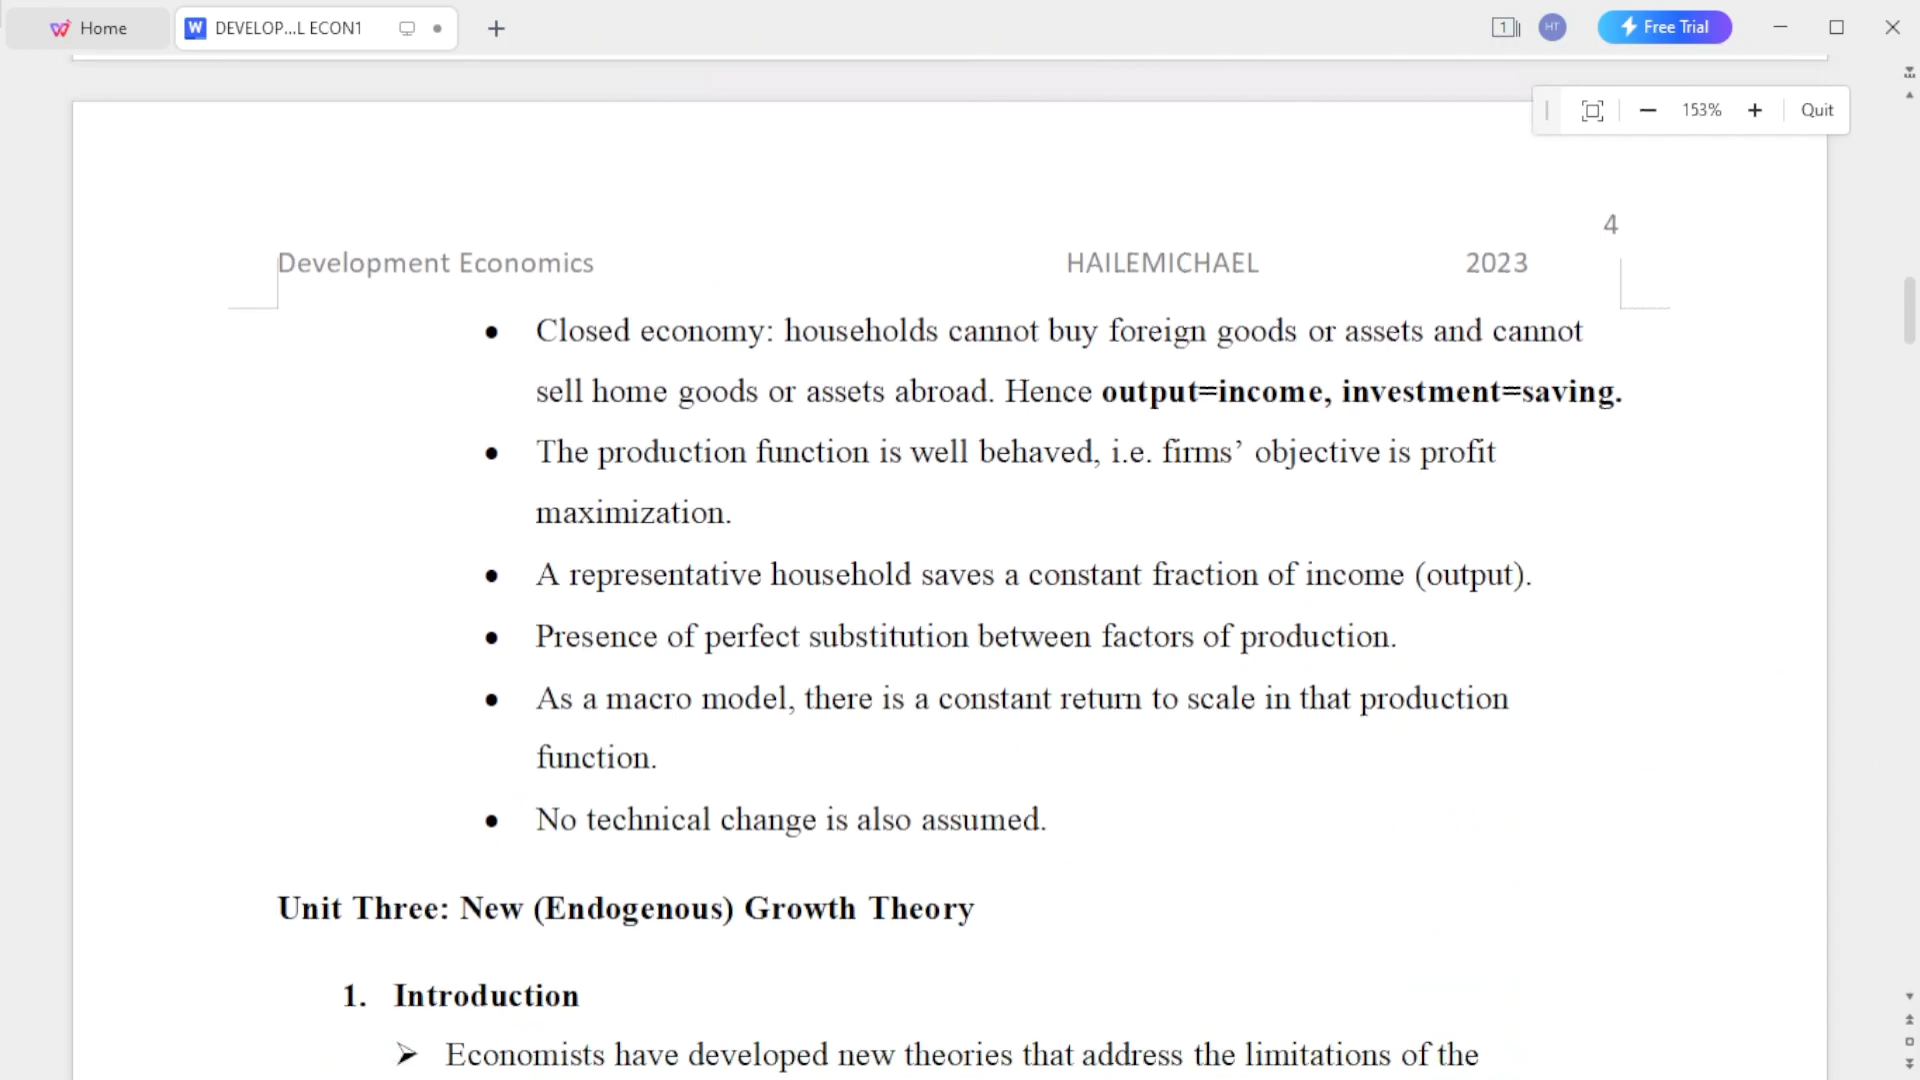 Home
DEVELOP...L ECON1
1
HT
Free Trial
153%
Quit
4
Development Economics HAILEMICHAEL 2023
• Closed economy: households cannot buy foreign goods or assets and cannot
sell home goods or assets abroad. Hence output=income, investment=saving.
• The production function is well behaved, i.e. firms’ objective is profit
maximization.
• A representative household saves a constant fraction of income (output).
• Presence of perfect substitution between factors of production.
• As a macro model, there is a constant return to scale in that production
function.
• No technical change is also assumed.
Unit Three: New (Endogenous) Growth Theory
1. Introduction
➢ Economists have developed new theories that address the limitations of the